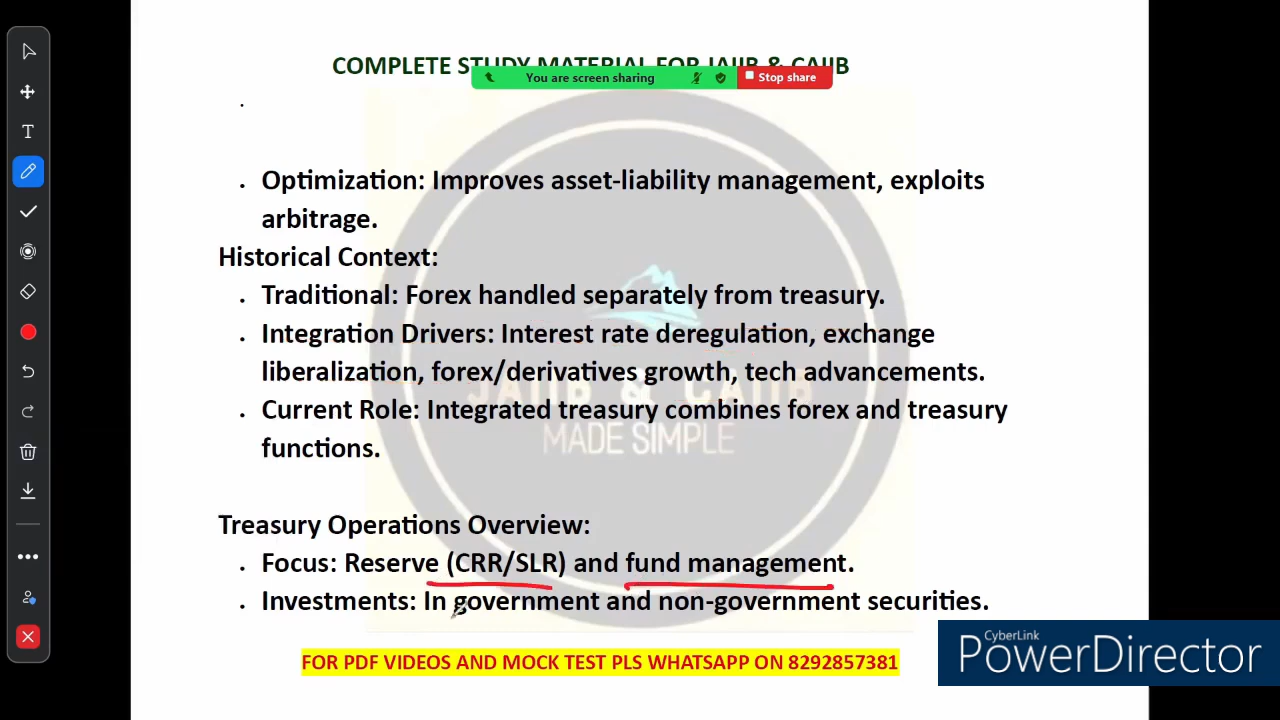 COMPLETE STUDY MATERIAL FOR JAIIB & CAIIB
You are screen sharing
Stop share
T
• Optimization: Improves asset-liability management, exploits
arbitrage.
Historical Context:
• Traditional: Forex handled separately from treasury.
• Integration Drivers: Interest rate deregulation, exchange
liberalization, forex/derivatives growth, tech advancements.
JAIIB & CAIIB
• Current Role: Integrated treasury combines forex and treasury
MADE SIMPLE
functions.
Treasury Operations Overview:
• Focus: Reserve (CRR/SLR) and fund management.
• Investments: In government and non-government securities.
FOR PDF VIDEOS AND MOCK TEST PLS WHATSAPP ON 8292857381
CyberLink
PowerDirector